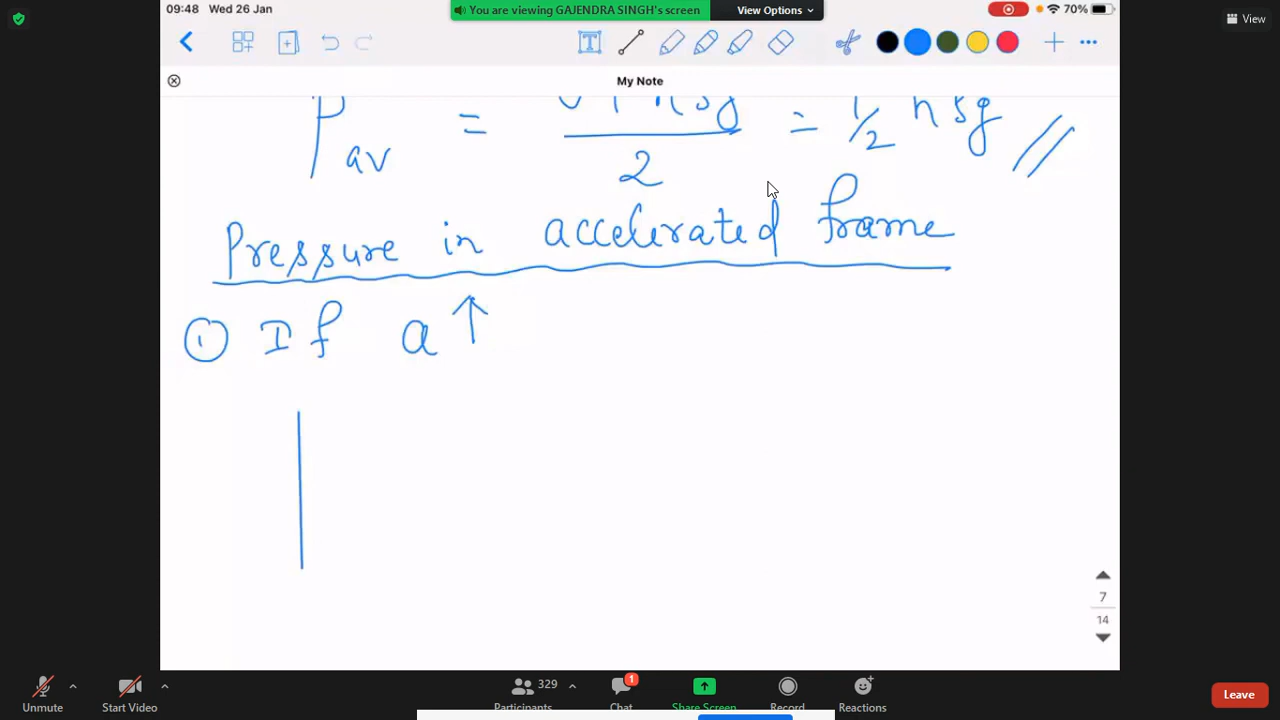 09:48 Wed 26 Jan
You are viewing GAJENDRA SINGH's screen
View Options
70%
View
My Note
P av = 0 + hSg / 2 = 1/2 hSg //
Pressure in accelerated frame
① If a ↑
7
14
Unmute
Start Video
329
Participants
1
Chat
Share Screen
Record
Reactions
Leave